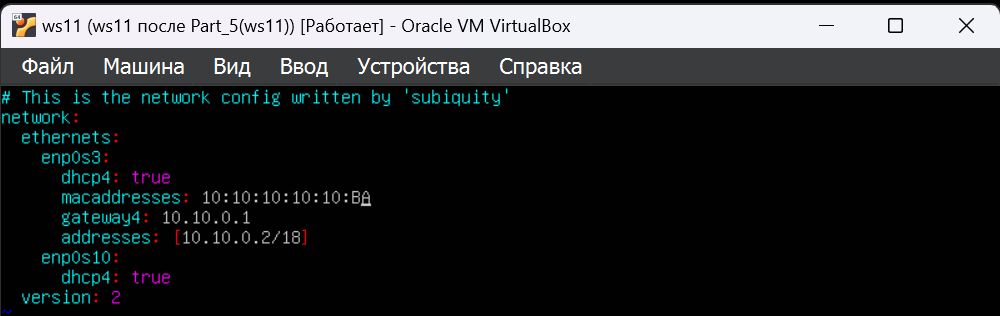 ws11 (ws11 после Part_5(ws11)) [Работает] - Oracle VM VirtualBox
Файл Машина Вид Ввод Устройства Справка
# This is the network config written by 'subiquity'
network:
  ethernets:
    enp0s3:
      dhcp4: true
      macaddresses: 10:10:10:10:10:BA
      gateway4: 10.10.0.1
      addresses: [10.10.0.2/18]
    enp0s10:
      dhcp4: true
  version: 2
~